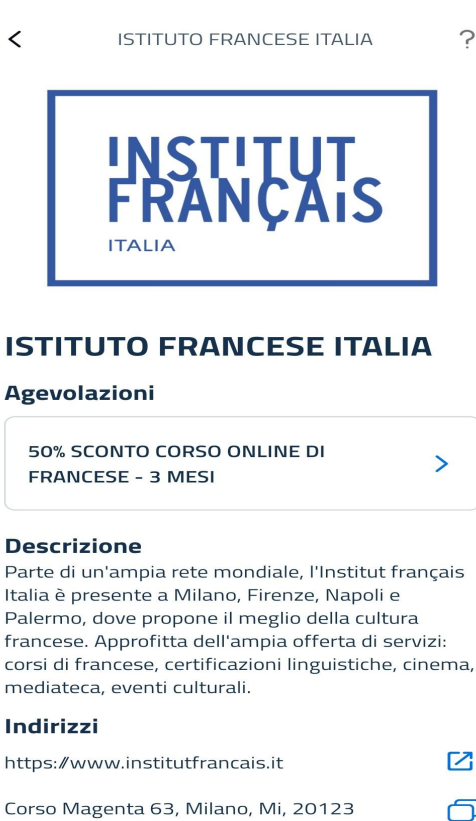 ISTITUTO FRANCESE ITALIA
?
INSTITUT
FRANÇAIS
ITALIA
ISTITUTO FRANCESE ITALIA
Agevolazioni
50% SCONTO CORSO ONLINE DI
FRANCESE - 3 MESI
Descrizione
Parte di un'ampia rete mondiale, l'Institut français
Italia è presente a Milano, Firenze, Napoli e
Palermo, dove propone il meglio della cultura
francese. Approfitta dell'ampia offerta di servizi:
corsi di francese, certificazioni linguistiche, cinema,
mediateca, eventi culturali.
Indirizzi
https://www.institutfrancais.it
Corso Magenta 63, Milano, Mi, 20123